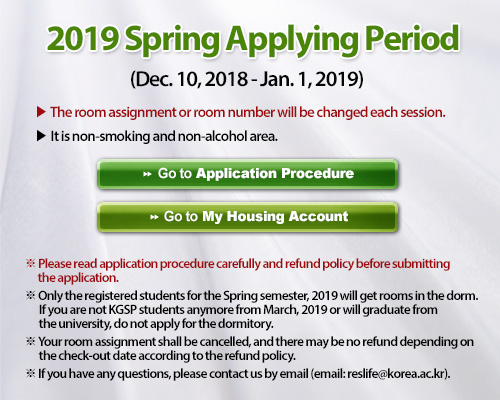 2019 Spring Applying Period
(Dec. 10, 2018 - Jan. 1, 2019)
▶ The room assignment or room number will be changed each session.
▶ It is non-smoking and non-alcohol area.
▸▸ Go to Application Procedure
▸▸ Go to My Housing Account
※ Please read application procedure carefully and refund policy before submitting
the application.
※ Only the registered students for the Spring semester, 2019 will get rooms in the dorm.
If you are not KGSP students anymore from March, 2019 or will graduate from
the university, do not apply for the dormitory.
※ Your room assignment shall be cancelled, and there may be no refund depending on
the check-out date according to the refund policy.
※ If you have any questions, please contact us by email (email: reslife@korea.ac.kr).